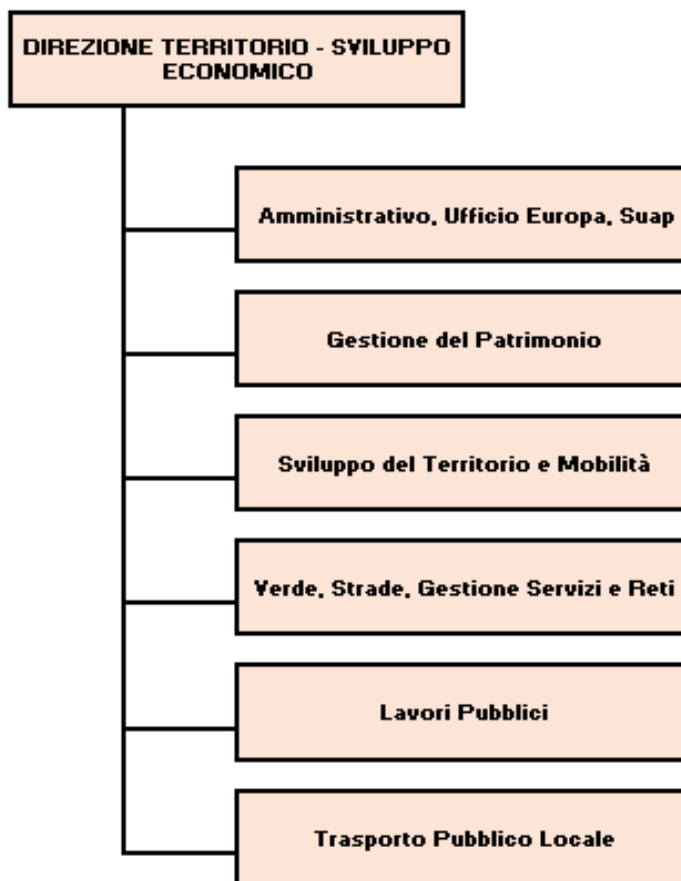 DIREZIONE TERRITORIO - SVILUPPO
ECONOMICO
Amministrativo, Ufficio Europa, Suap
Gestione del Patrimonio
Sviluppo del Territorio e Mobilità
Verde, Strade, Gestione Servizi e Reti
Lavori Pubblici
Trasporto Pubblico Locale